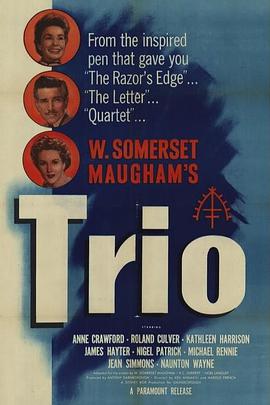 From the inspired
pen that gave you
"The Razor's Edge"...
"The Letter"...
"Quartet"...
W. SOMERSET
MAUGHAM'S
Trio
STARRING
ANNE CRAWFORD • ROLAND CULVER • KATHLEEN HARRISON
JAMES HAYTER • NIGEL PATRICK • MICHAEL RENNIE
JEAN SIMMONS • NAUNTON WAYNE
A PARAMOUNT RELEASE